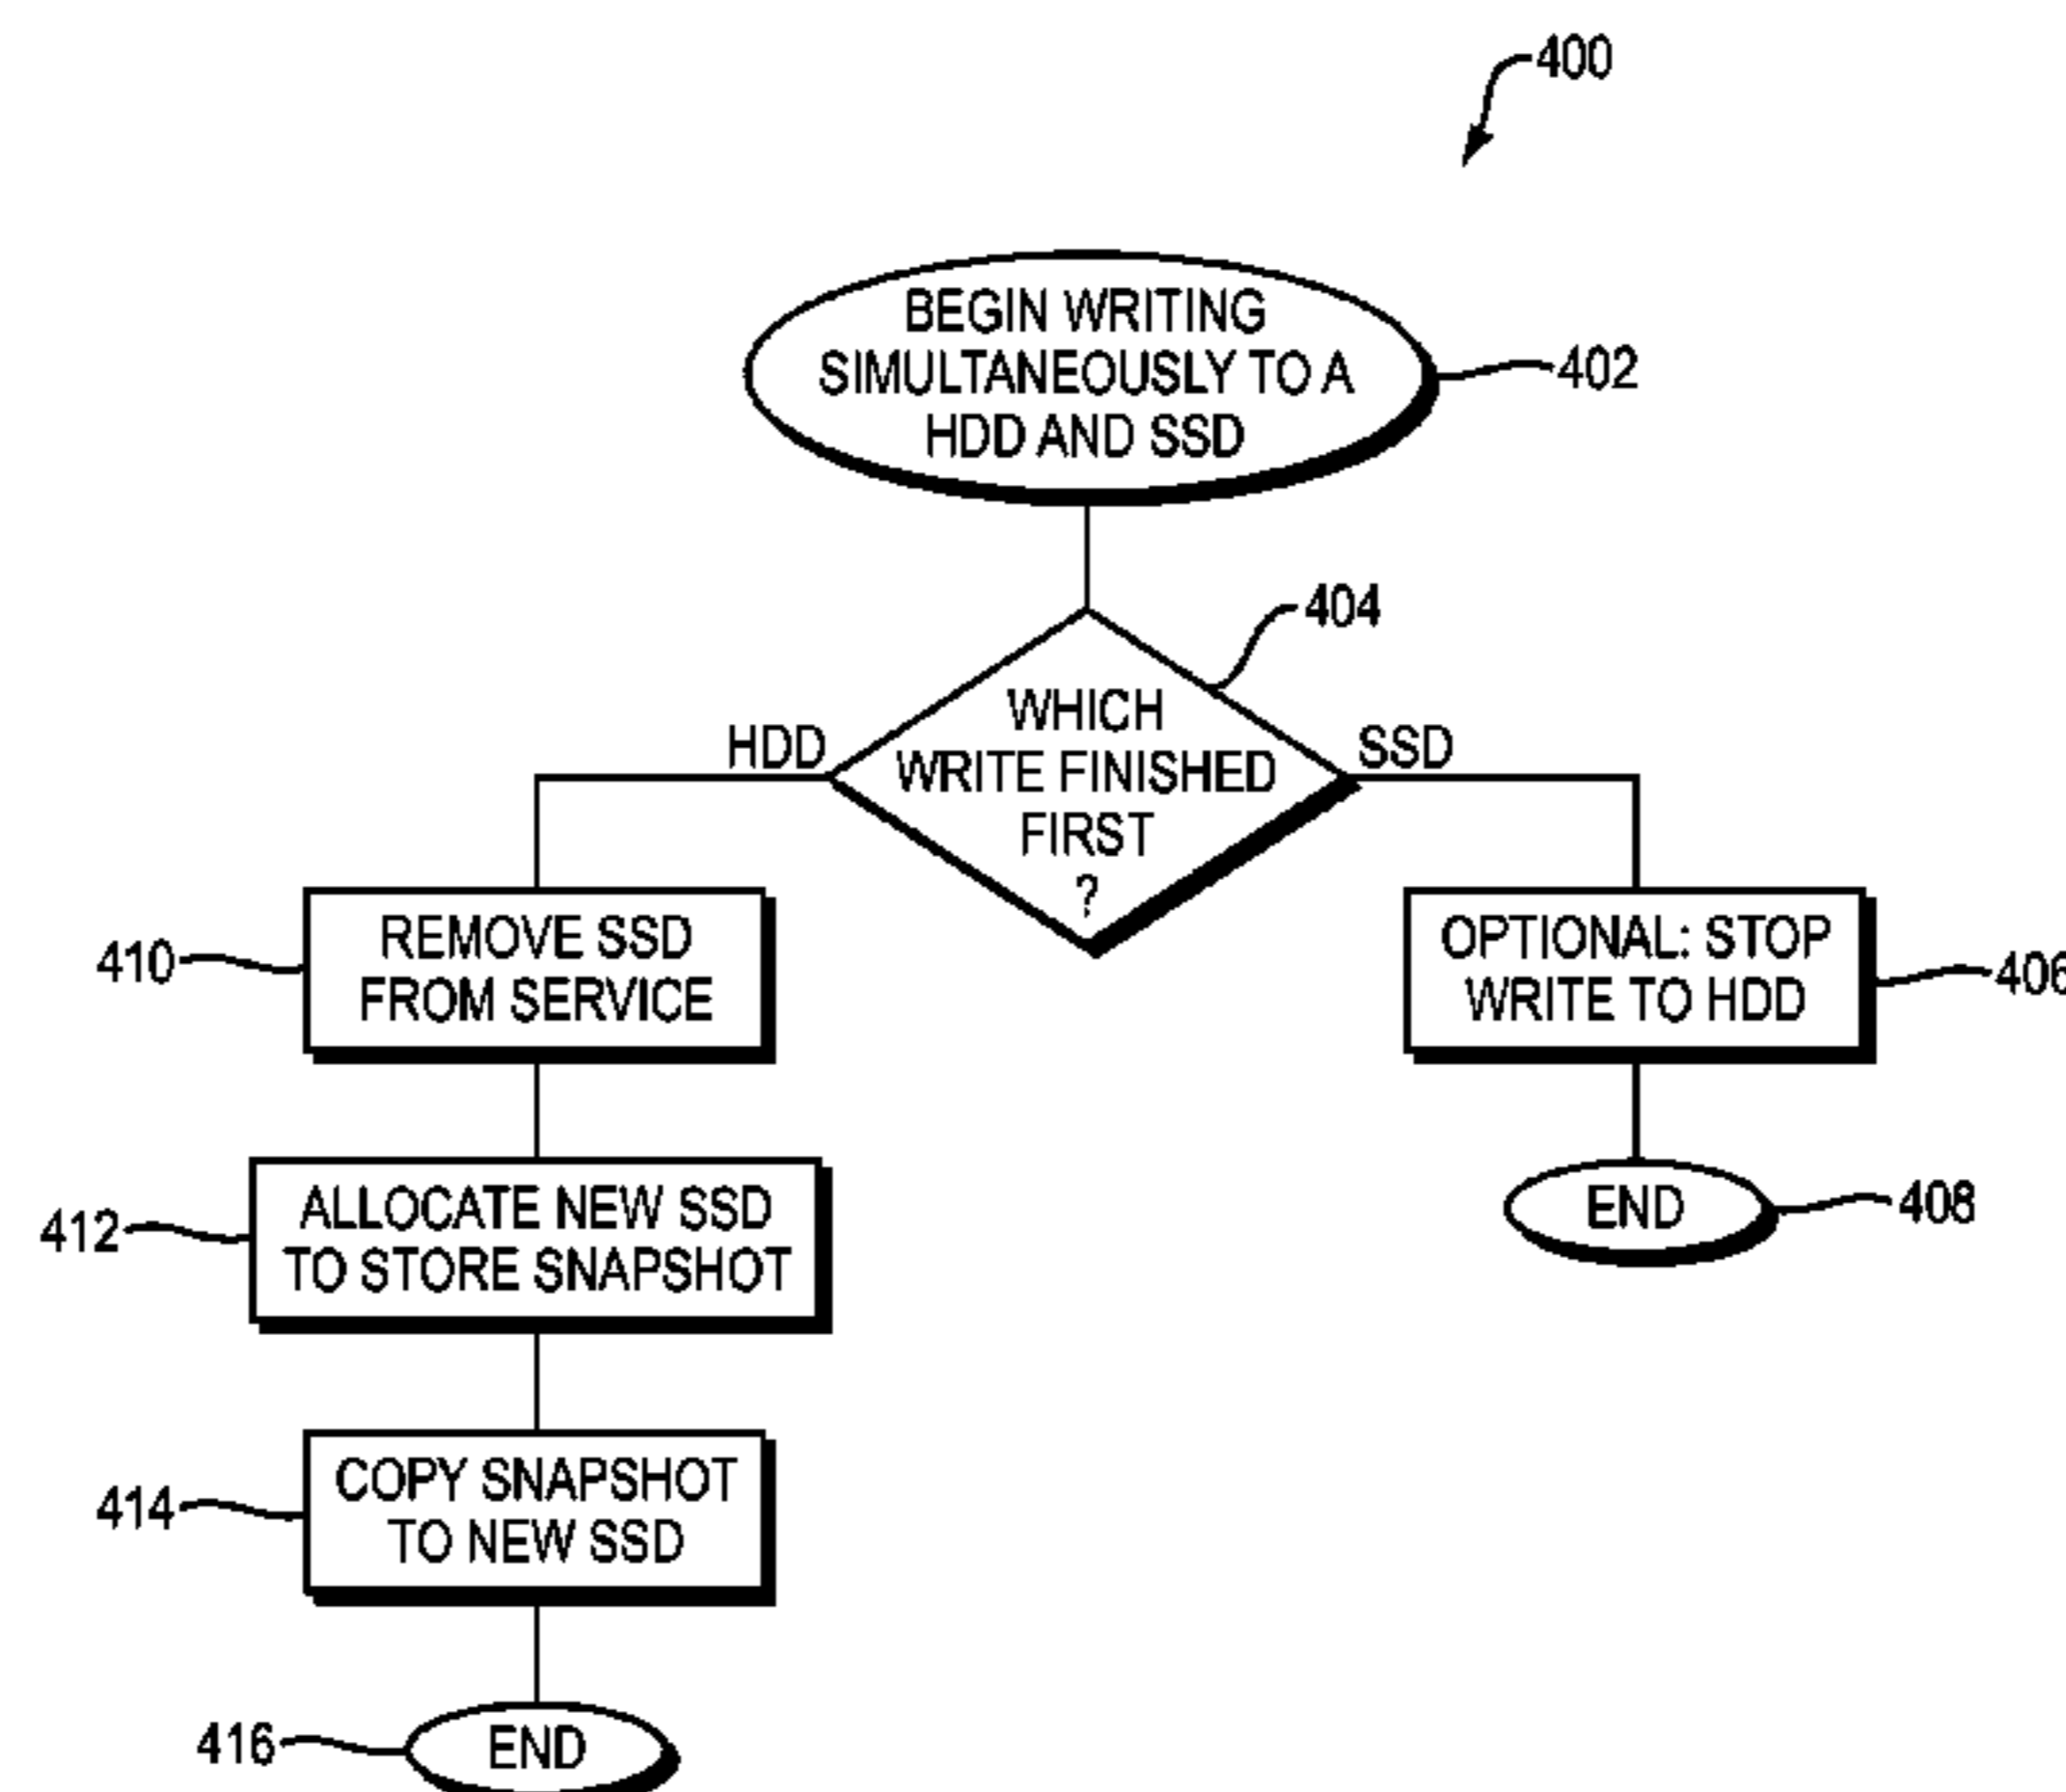 400
BEGIN WRITING
SIMULTANEOUSLY TO A
HDD AND SSD
402
404
WHICH
WRITE FINISHED
FIRST
?
HDD
SSD
REMOVE SSD
FROM SERVICE
410
OPTIONAL: STOP
WRITE TO HDD
406
ALLOCATE NEW SSD
TO STORE SNAPSHOT
412
END
408
COPY SNAPSHOT
TO NEW SSD
414
END
416